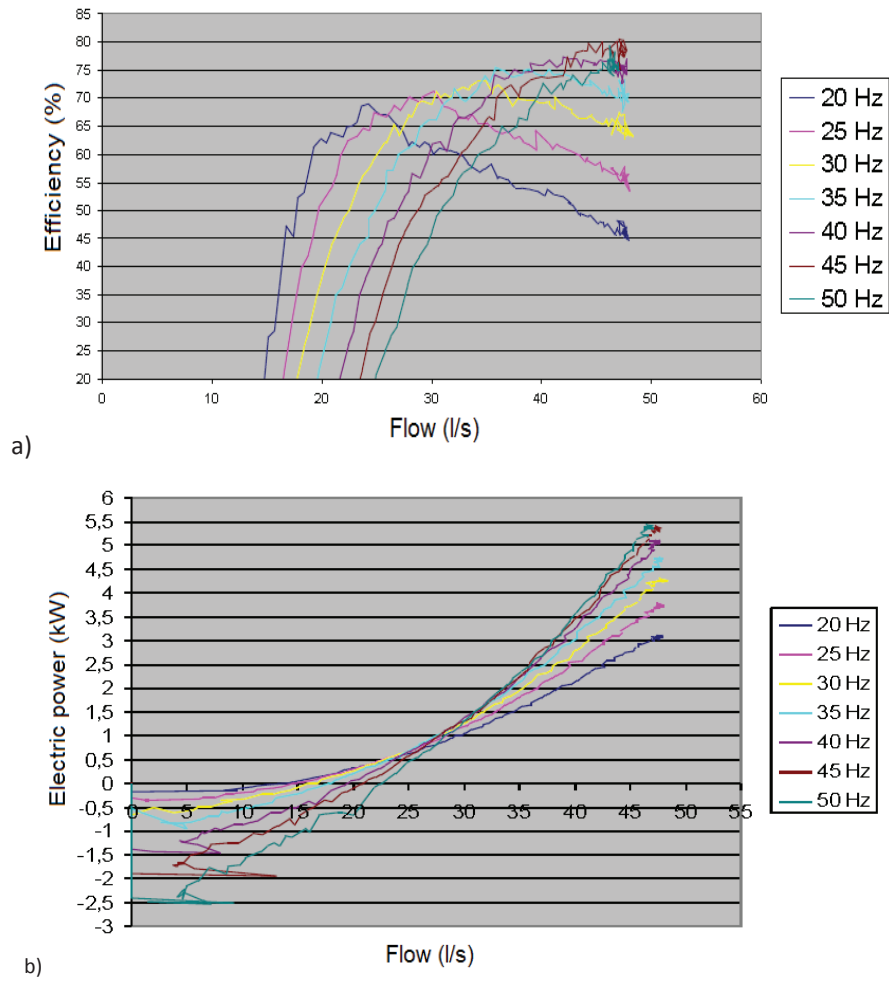 85
80
75
70
65
60
55
50
45
40
35
30
25
20
Efficiency (%)
0 10 20 30 40 50 60
Flow (l/s)
20 Hz
25 Hz
30 Hz
35 Hz
40 Hz
45 Hz
50 Hz
a)
6
5,5
5
4,5
4
3,5
3
2,5
2
1,5
1
0,5
0
-0,5
-1
-1,5
-2
-2,5
-3
Electric power (kW)
0 5 10 15 20 25 30 35 40 45 50 55
Flow (l/s)
20 Hz
25 Hz
30 Hz
35 Hz
40 Hz
45 Hz
50 Hz
b)